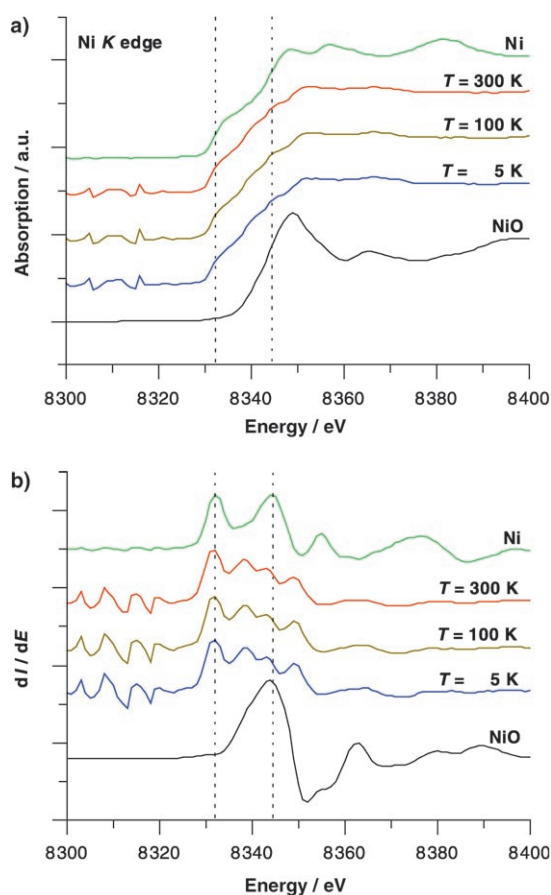 a)
Ni K edge
Ni
T = 300 K
T = 100 K
T = 5 K
NiO
Absorption / a.u.
8300 8320 8340 8360 8380 8400
Energy / eV
b)
Ni
T = 300 K
T = 100 K
T = 5 K
NiO
d I / dE
8300 8320 8340 8360 8380 8400
Energy / eV